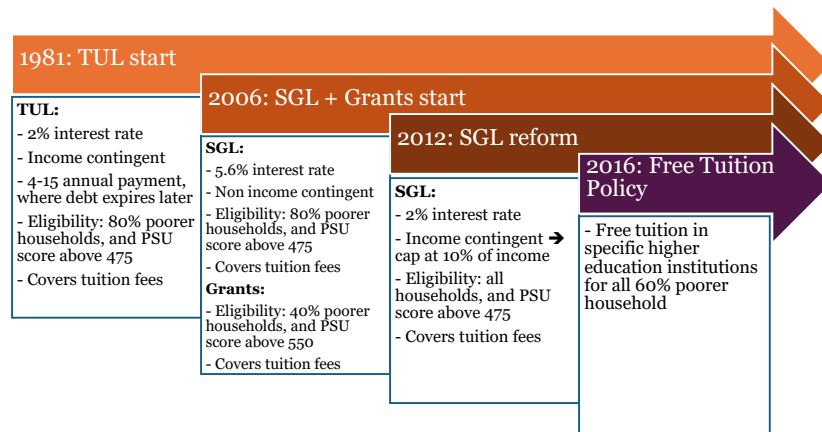 1981: TUL start
TUL:
- 2% interest rate
- Income contingent
- 4-15 annual payment,
where debt expires later
- Eligibility: 80% poorer
households, and PSU
score above 475
- Covers tuition fees
2006: SGL + Grants start
SGL:
- 5.6% interest rate
- Non income contingent
- Eligibility: 80% poorer
households, and PSU
score above 475
- Covers tuition fees
Grants:
- Eligibility: 40% poorer
households, and PSU
score above 550
- Covers tuition fees
2012: SGL reform
SGL:
- 2% interest rate
- Income contingent ➔
cap at 10% of income
- Eligibility: all
households, and PSU
score above 475
- Covers tuition fees
2016: Free Tuition
Policy
- Free tuition in
specific higher
education institutions
for all 60% poorer
household